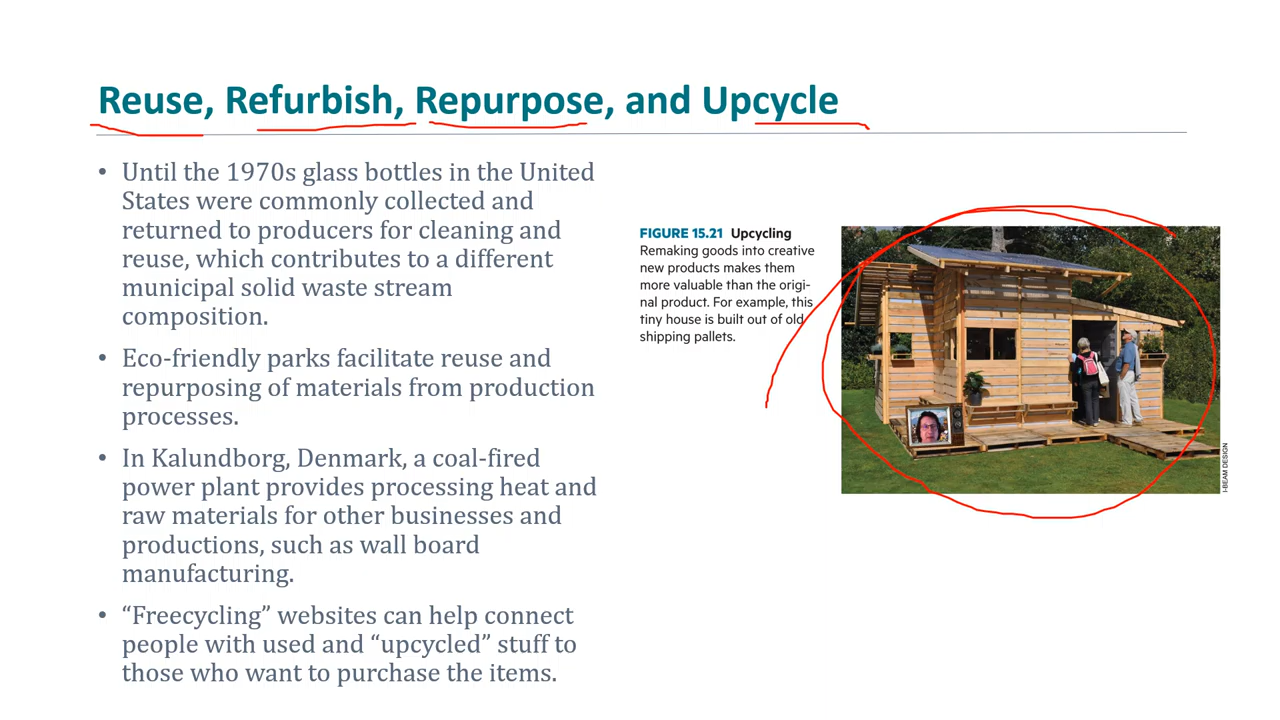 Reuse, Refurbish, Repurpose, and Upcycle
• Until the 1970s glass bottles in the United
States were commonly collected and
returned to producers for cleaning and
reuse, which contributes to a different
municipal solid waste stream
composition.
• Eco-friendly parks facilitate reuse and
repurposing of materials from production
processes.
• In Kalundborg, Denmark, a coal-fired
power plant provides processing heat and
raw materials for other businesses and
productions, such as wall board
manufacturing.
• “Freecycling” websites can help connect
people with used and “upcycled” stuff to
those who want to purchase the items.
FIGURE 15.21 Upcycling
Remaking goods into creative
new products makes them
more valuable than the origi-
nal product. For example, this
tiny house is built out of old
shipping pallets.
I-BEAM DESIGN